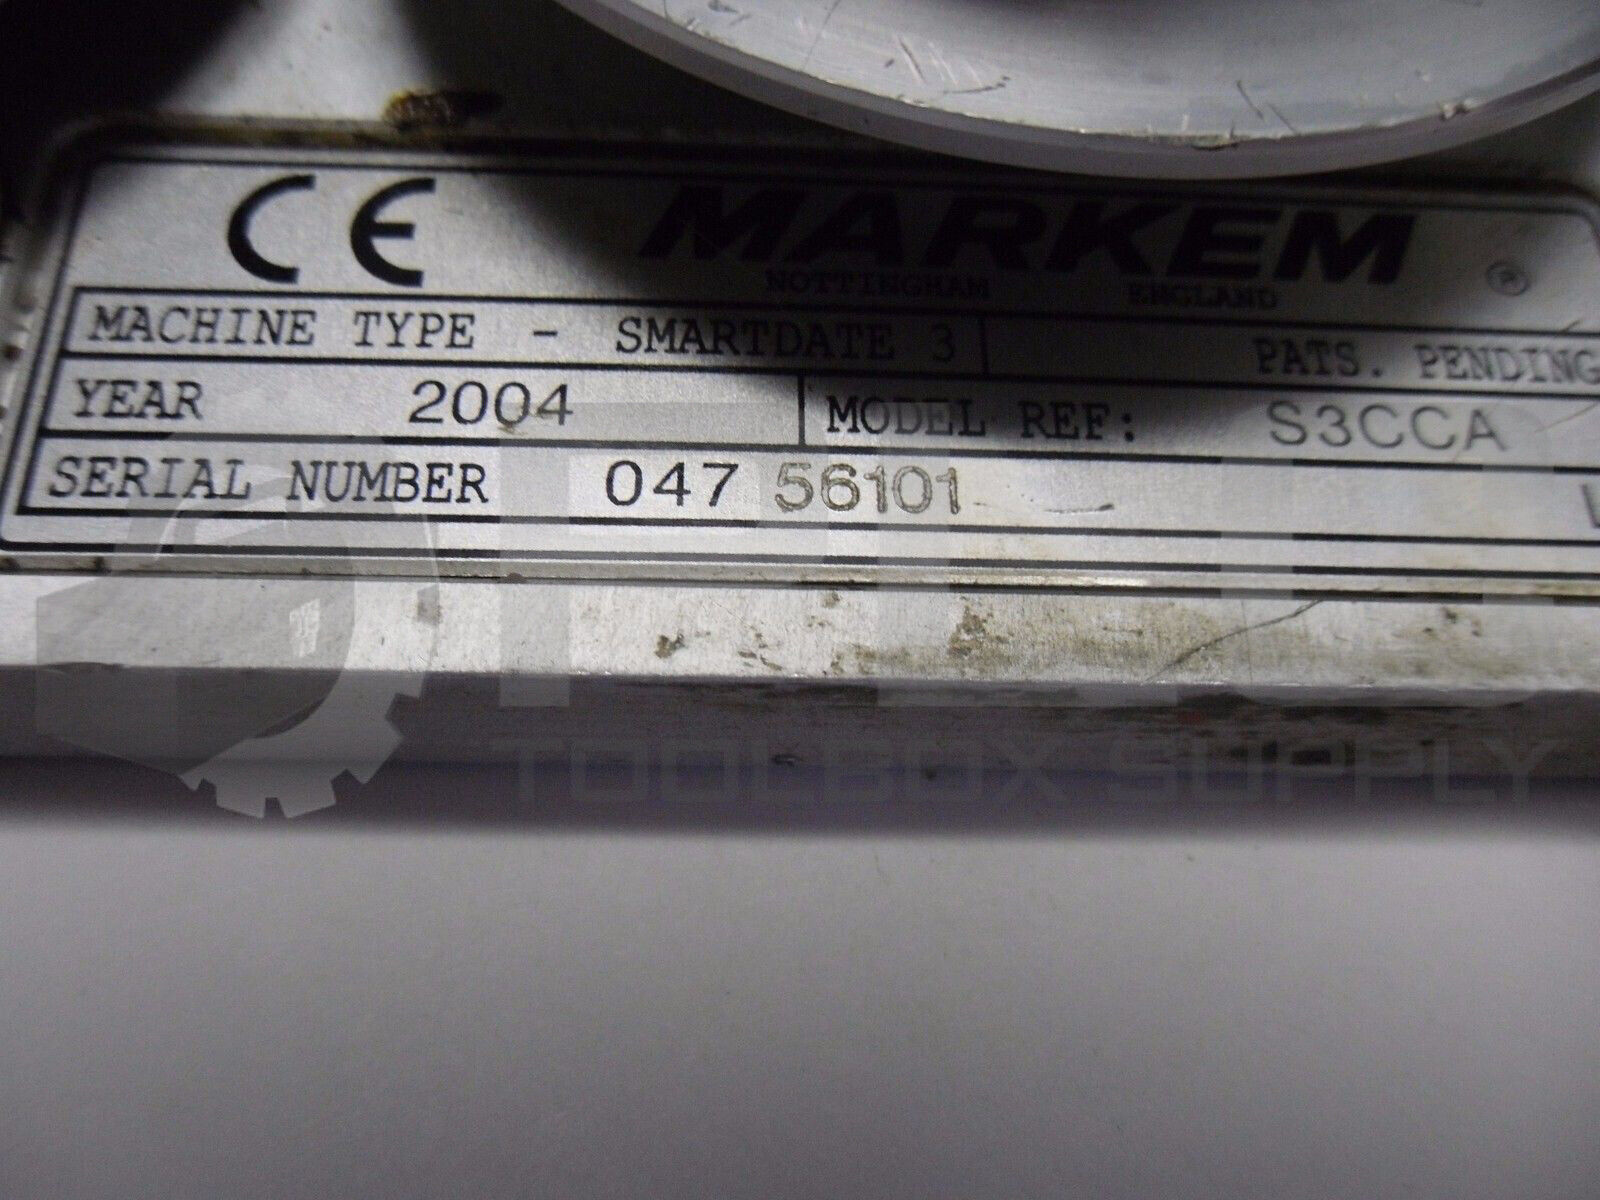 CE MARKEM ®
NOTTINGHAM ENGLAND
MACHINE TYPE - SMARTDATE 3 PATS. PENDING
YEAR 2004 MODEL REF: S3CCA
SERIAL NUMBER 047 56101
TOOLBOX SUPPLY